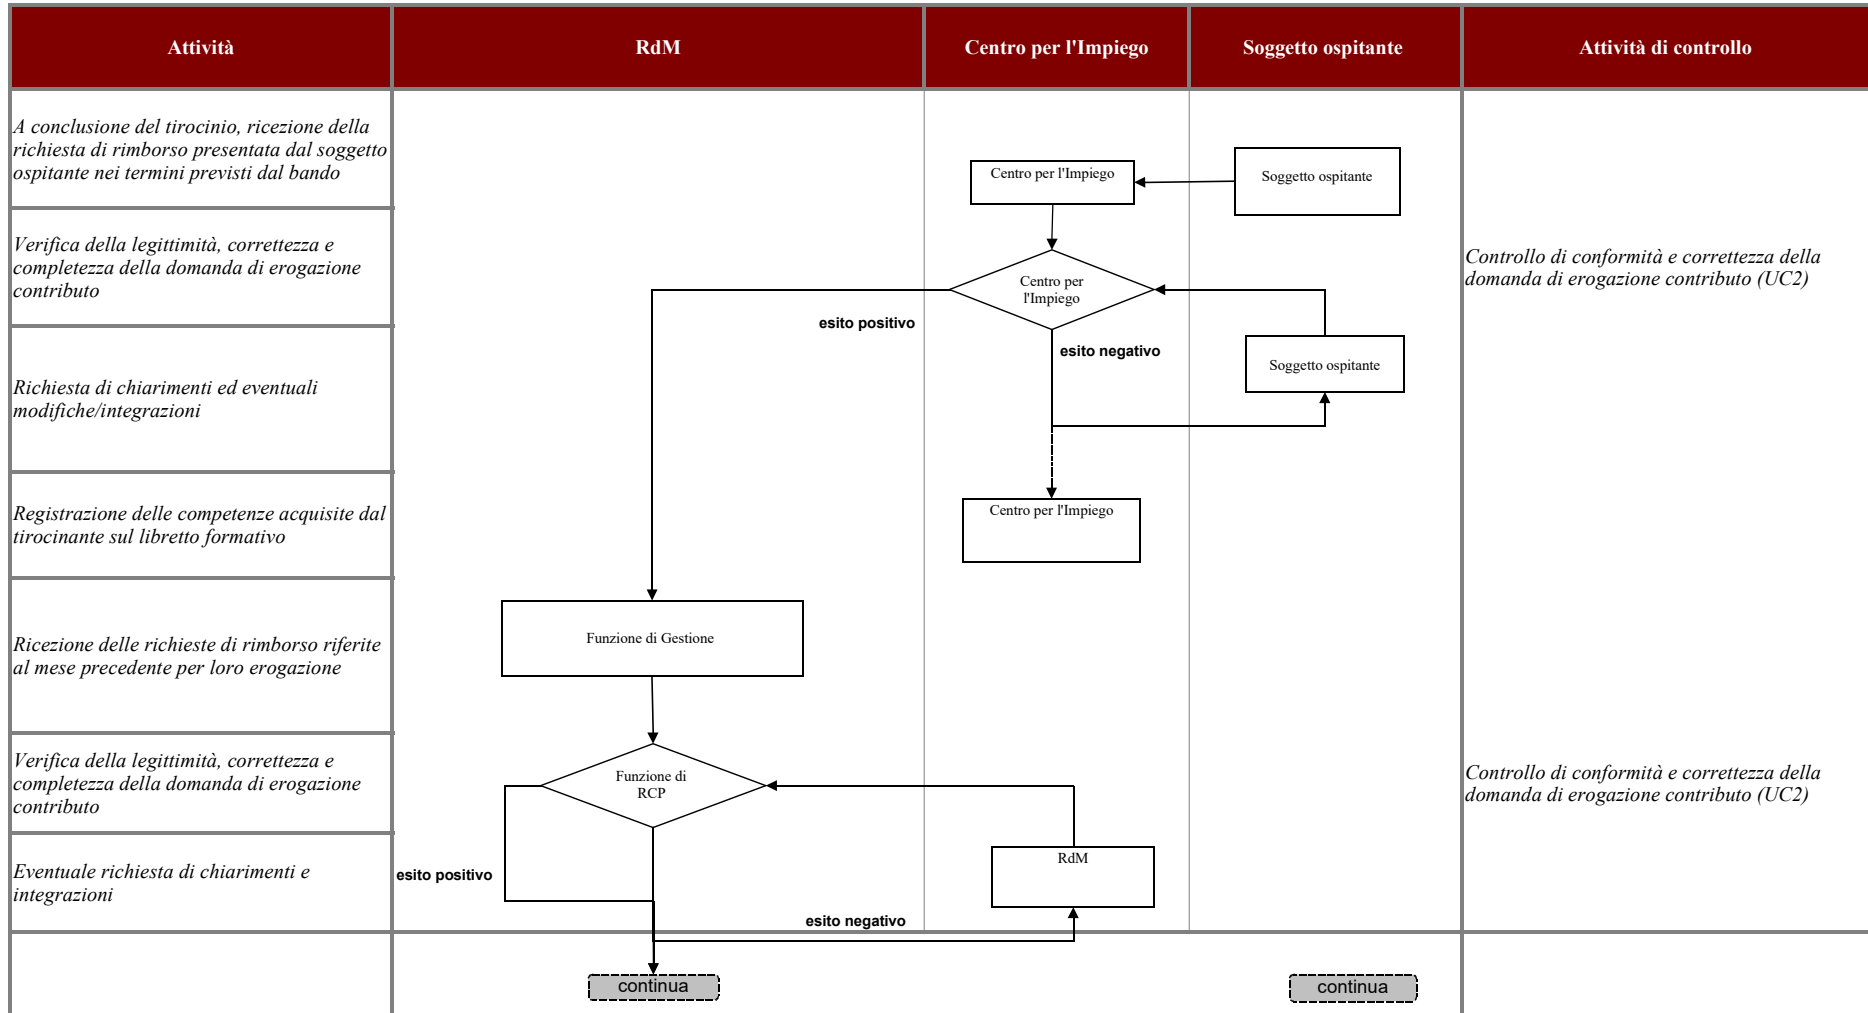 Attività
RdM
Centro per l'Impiego
Soggetto ospitante
Attività di controllo
A conclusione del tirocinio, ricezione della
richiesta di rimborso presentata dal soggetto
ospitante nei termini previsti dal bando
Centro per l'Impiego
Soggetto ospitante
Verifica della legittimità, correttezza e
completezza della domanda di erogazione
contributo
Centro per
l'Impiego
Controllo di conformità e correttezza della
domanda di erogazione contributo (UC2)
esito positivo
esito negativo
Soggetto ospitante
Richiesta di chiarimenti ed eventuali
modifiche/integrazioni
Registrazione delle competenze acquisite dal
tirocinante sul libretto formativo
Centro per l'Impiego
Ricezione delle richieste di rimborso riferite
al mese precedente per loro erogazione
Funzione di Gestione
Verifica della legittimità, correttezza e
completezza della domanda di erogazione
contributo
Funzione di
RCP
Controllo di conformità e correttezza della
domanda di erogazione contributo (UC2)
Eventuale richiesta di chiarimenti e
integrazioni
esito positivo
RdM
esito negativo
continua
continua